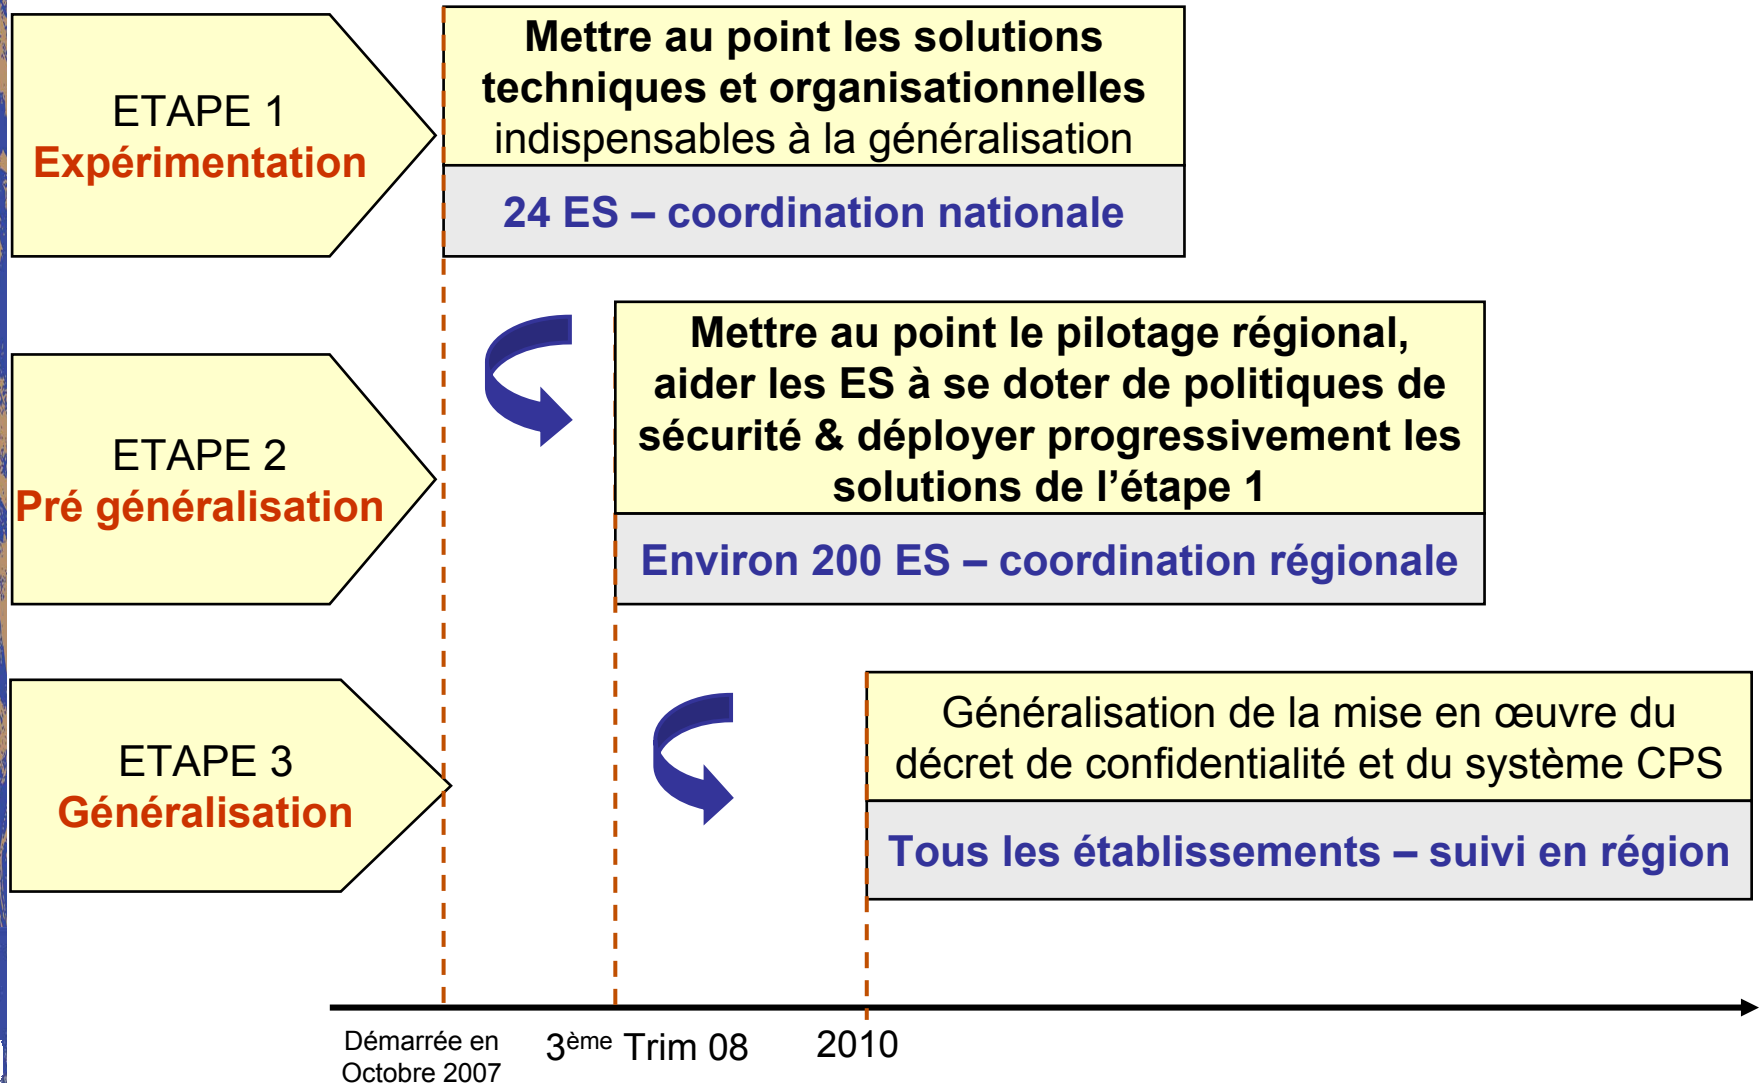 ETAPE 1
Expérimentation
Mettre au point les solutions
techniques et organisationnelles
indispensables à la généralisation
24 ES – coordination nationale
ETAPE 2
Pré généralisation
Mettre au point le pilotage régional,
aider les ES à se doter de politiques de
sécurité & déployer progressivement les
solutions de l’étape 1
Environ 200 ES – coordination régionale
ETAPE 3
Généralisation
Généralisation de la mise en œuvre du
décret de confidentialité et du système CPS
Tous les établissements – suivi en région
Démarrée en
Octobre 2007
3ème Trim 08
2010